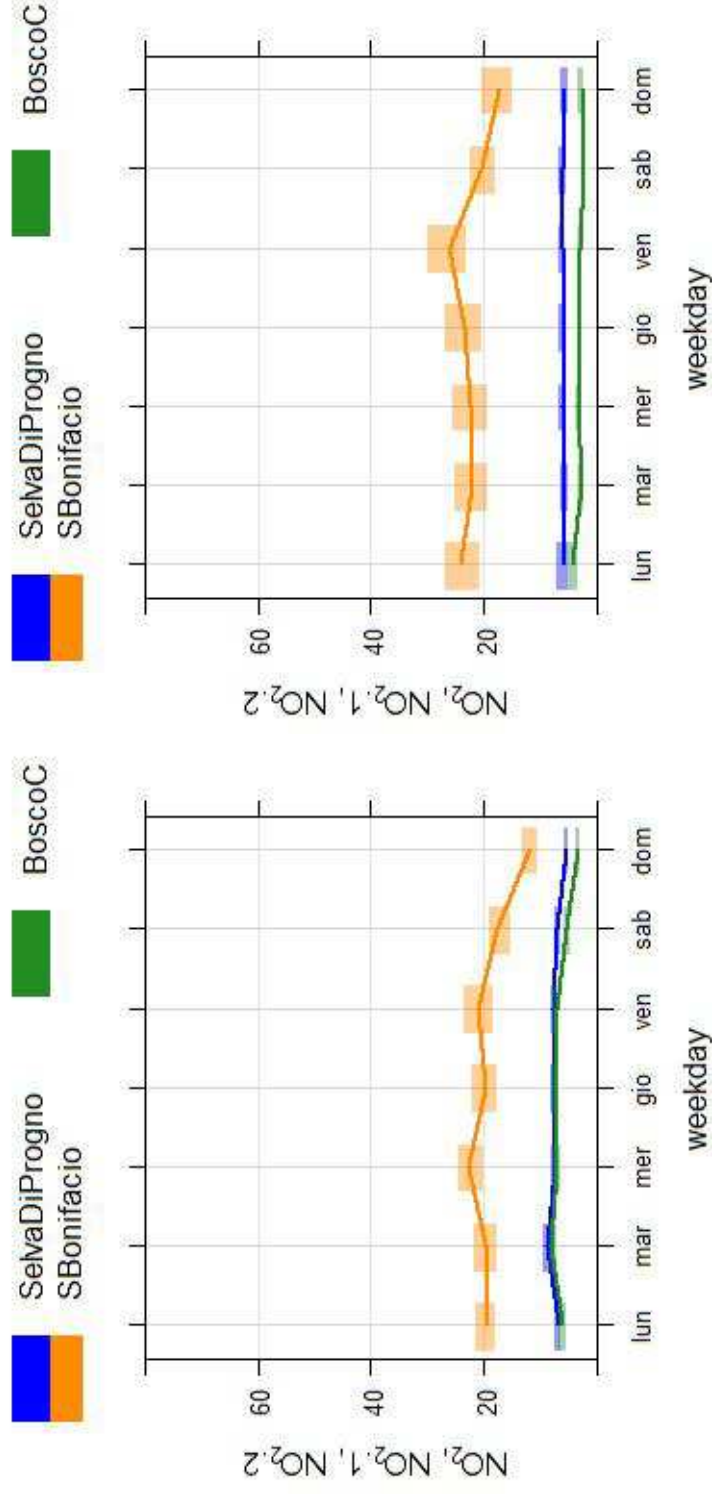 SelvaDiProgno BoscoC
SBonifacio
NO₂, NO₂.1, NO₂.2
60
40
20
lun mar mer gio ven sab dom
weekday
SelvaDiProgno BoscoC
SBonifacio
NO₂, NO₂.1, NO₂.2
60
40
20
lun mar mer gio ven sab dom
weekday